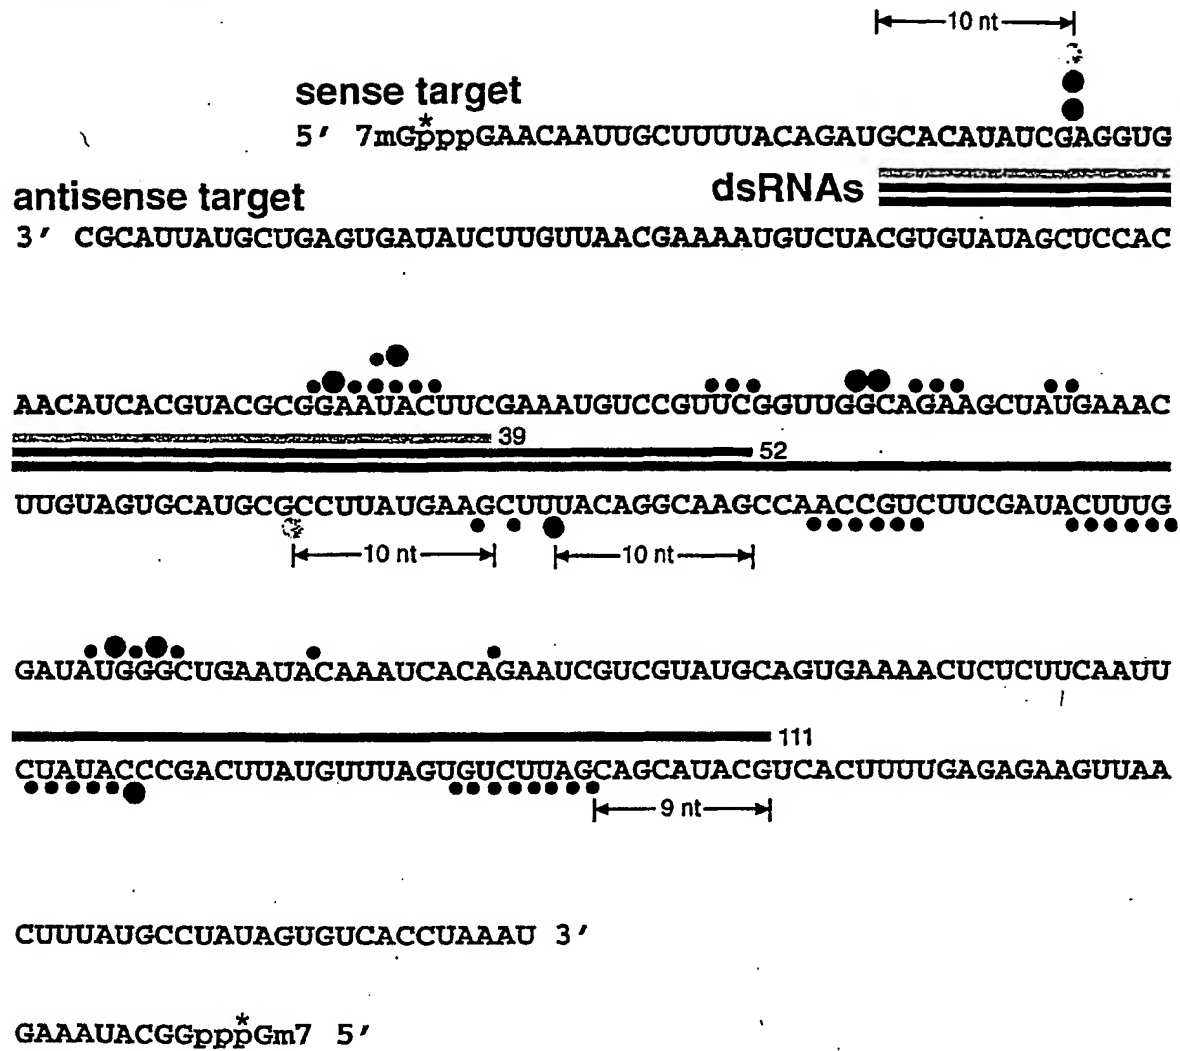 10 nt
sense target
*
5′ 7mGpppGAACAAUUGCUUUUACAGAUGCACAUAUCGAGGUG
dsRNAs
antisense target
3′ CGCAUUAUGCUGAGUGAUAUCUUGUUAACGAAAAUGUCUACGUGUAUAGCUCCAC
AACAUCACGUACGCGGAAUACUUCGAAAUGUCCGUUCGGUUGGCAGAAGCUAUGAAAC
39
52
UUGUAGUGCAUGCGCCUUAUGAAGCUUUACAGGCAAGCCAACCGUCUUCGAUACUUUG
10 nt 10 nt
GAUAUGGGCUGAAUACAAAUCACAGAAUCGUCGUAUGCAGUGAAAACUCUCUUCAAUU
111
CUAUACCCGACUUAUGUUUAGUGUCUUAGCAGCAUACGUCACUUUUGAGAGAAGUUAA
9 nt
CUUUAUGCCUAUAGUGUCACCUAAAU 3′
*
GAAAUACGGpppGm7 5′